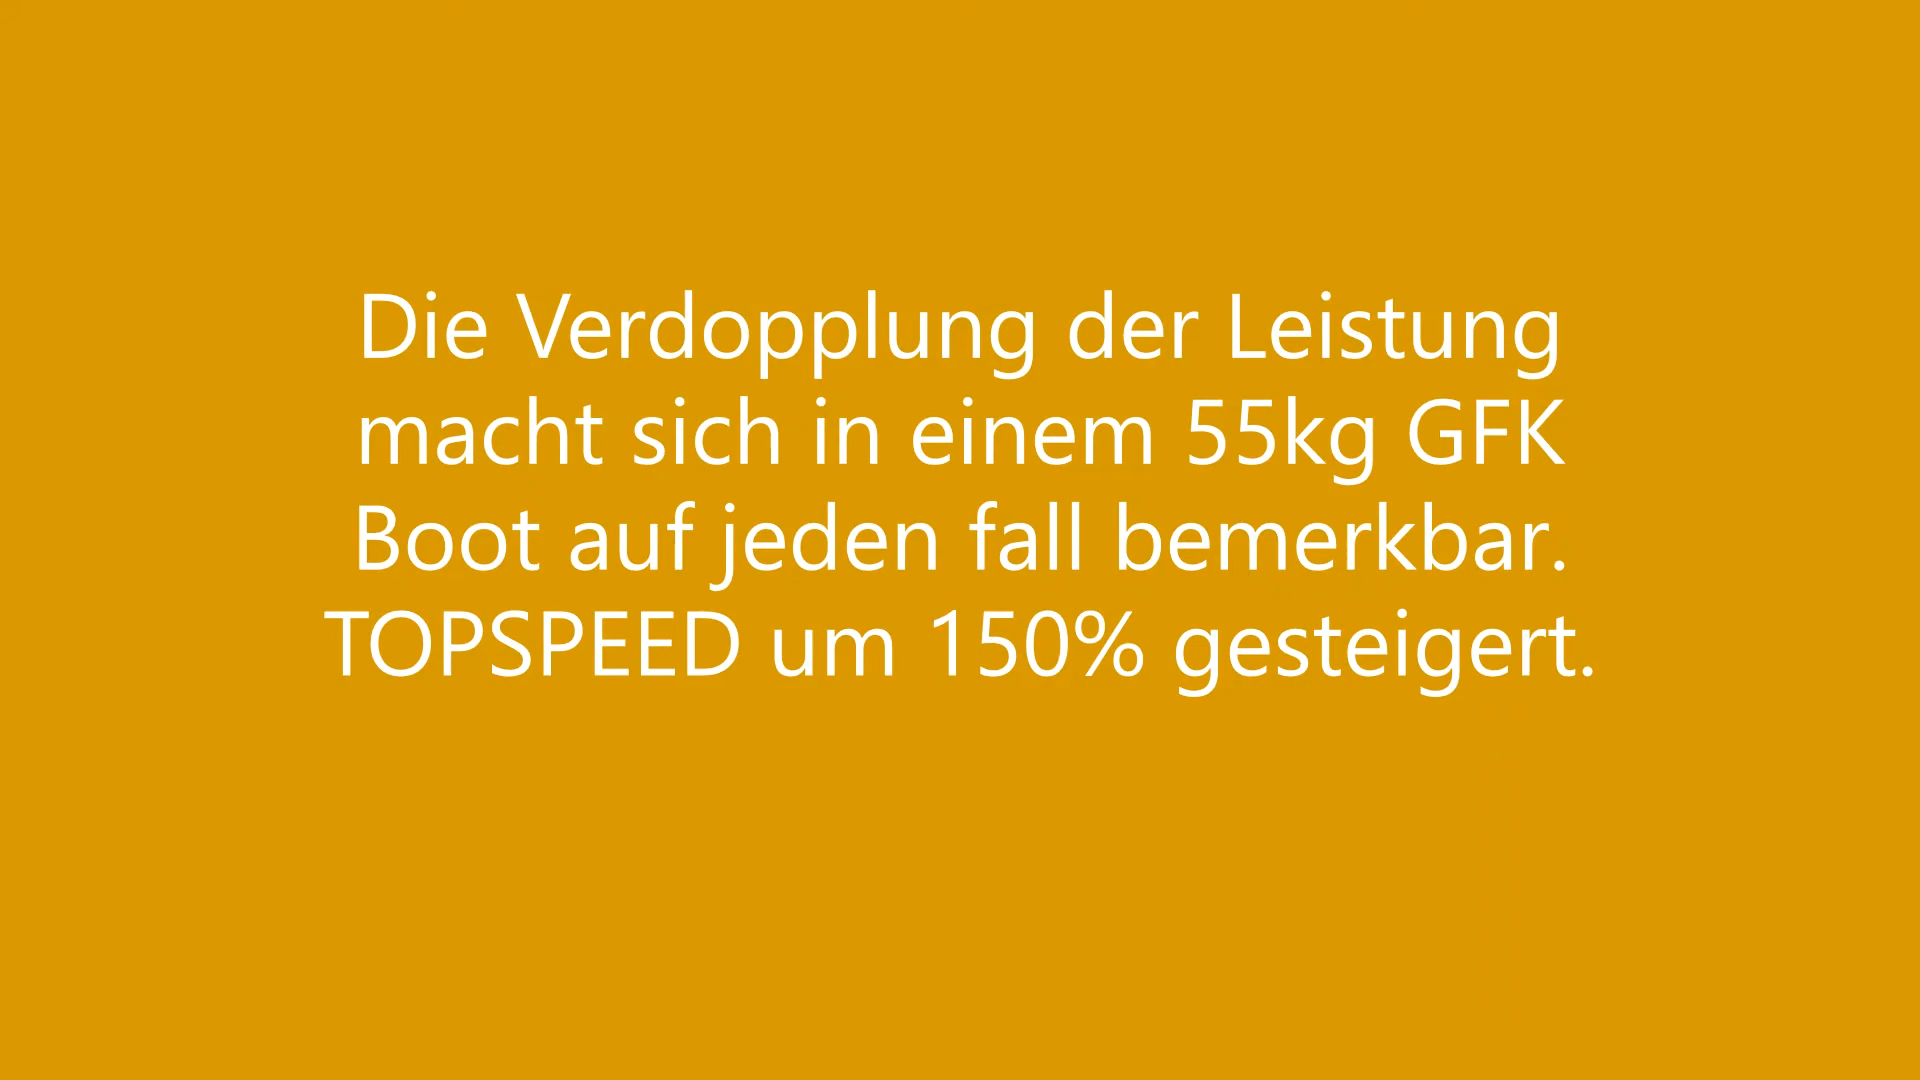 Die Verdopplung der Leistung
macht sich in einem 55kg GFK
Boot auf jeden fall bemerkbar.
TOPSPEED um 150% gesteigert.